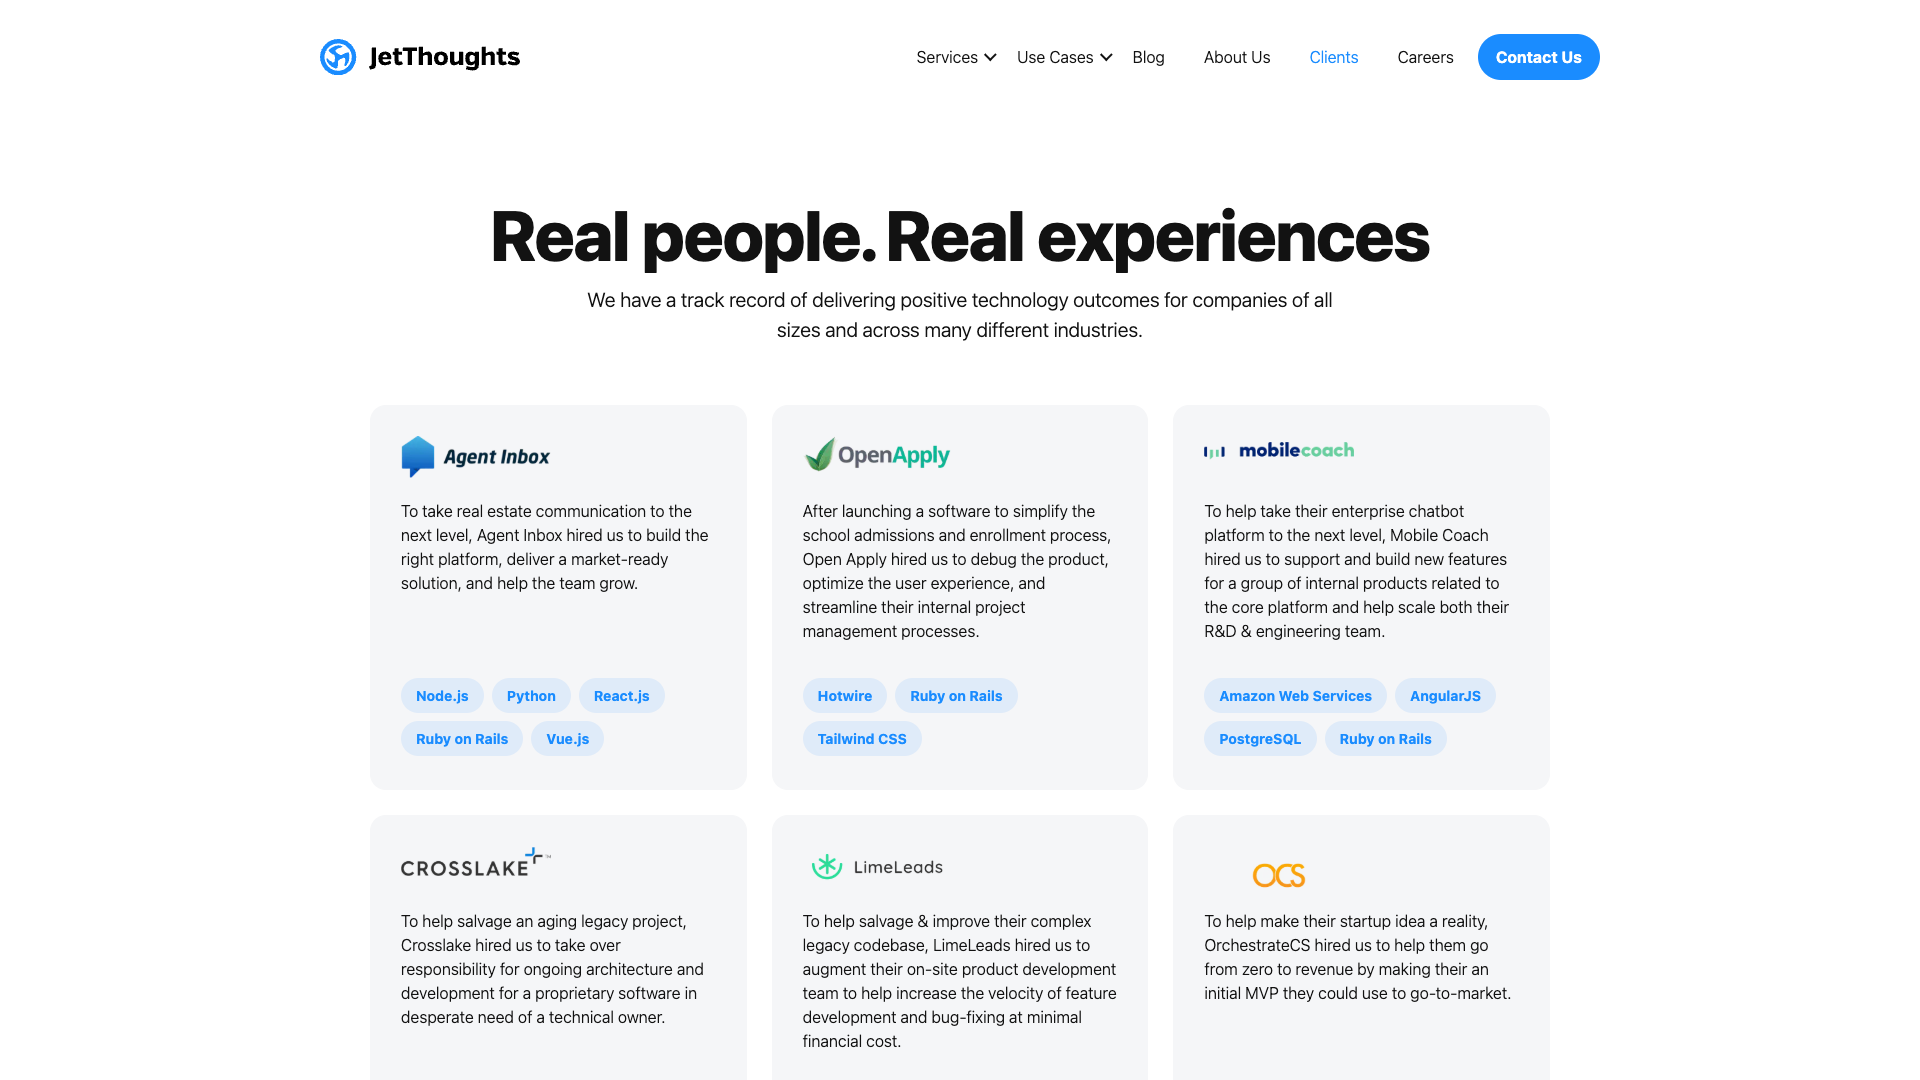 JetThoughts
Services
Use Cases
Blog
About Us
Clients
Careers
Contact Us
Real people. Real experiences
We have a track record of delivering positive technology outcomes for companies of all
sizes and across many different industries.
Agent Inbox
To take real estate communication to the
next level, Agent Inbox hired us to build the
right platform, deliver a market-ready
solution, and help the team grow.
Node.js
Python
React.js
Ruby on Rails
Vue.js
OpenApply
After launching a software to simplify the
school admissions and enrollment process,
Open Apply hired us to debug the product,
optimize the user experience, and
streamline their internal project
management processes.
Hotwire
Ruby on Rails
Tailwind CSS
mobilecoach
To help take their enterprise chatbot
platform to the next level, Mobile Coach
hired us to support and build new features
for a group of internal products related to
the core platform and help scale both their
R&D & engineering team.
Amazon Web Services
AngularJS
PostgreSQL
Ruby on Rails
CROSSLAKE™
To help salvage an aging legacy project,
Crosslake hired us to take over
responsibility for ongoing architecture and
development for a proprietary software in
desperate need of a technical owner.
LimeLeads
To help salvage & improve their complex
legacy codebase, LimeLeads hired us to
augment their on-site product development
team to help increase the velocity of feature
development and bug-fixing at minimal
financial cost.
OCS
To help make their startup idea a reality,
OrchestrateCS hired us to help them go
from zero to revenue by making their an
initial MVP they could use to go-to-market.